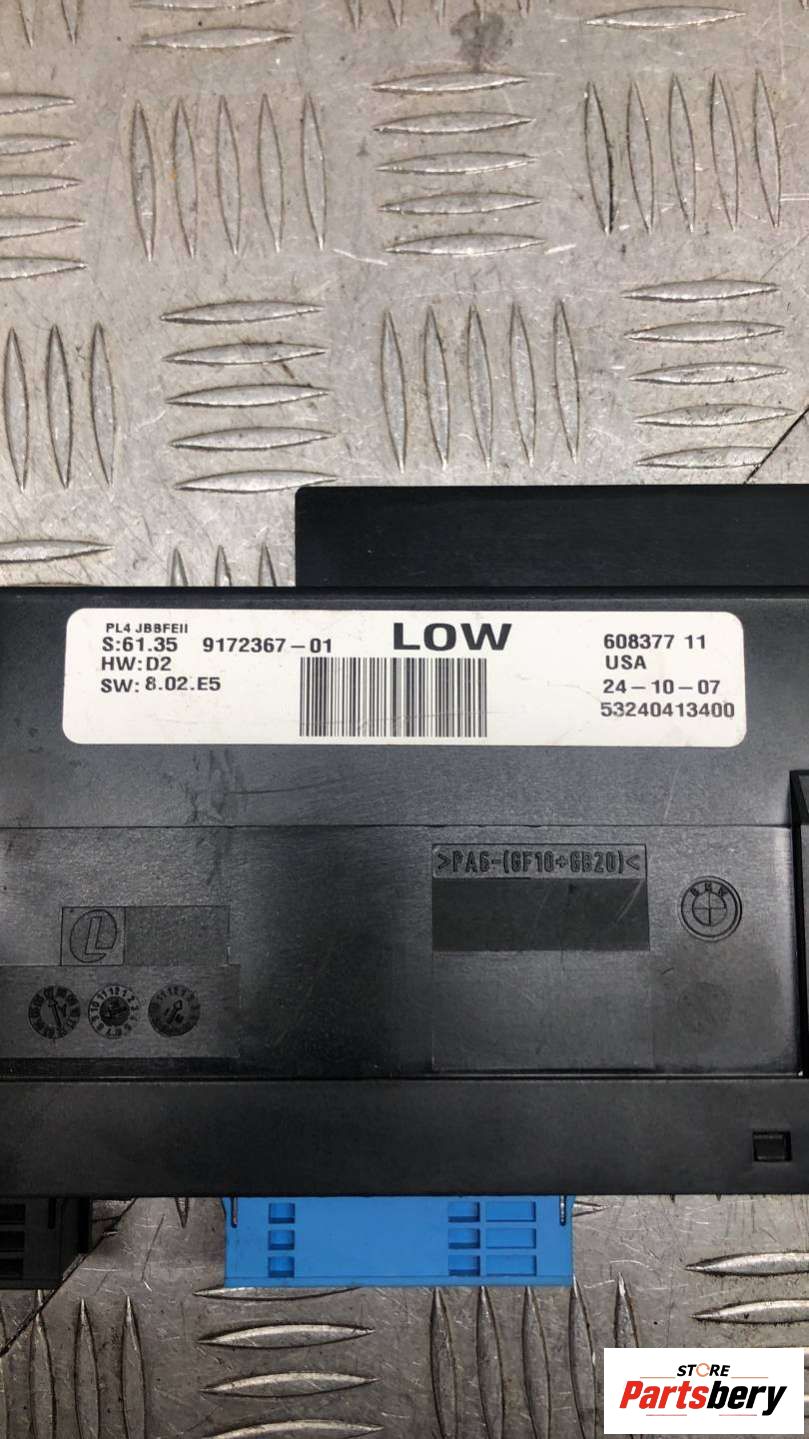 PL4 JBBFEII
S:61.35 9172367-01 LOW 608377 11
HW:D2 USA
SW: 8.02.E5 24-10-07
53240413400
>PA6-(GF10+GB20)<
BMW
L
STORE
Partsbery